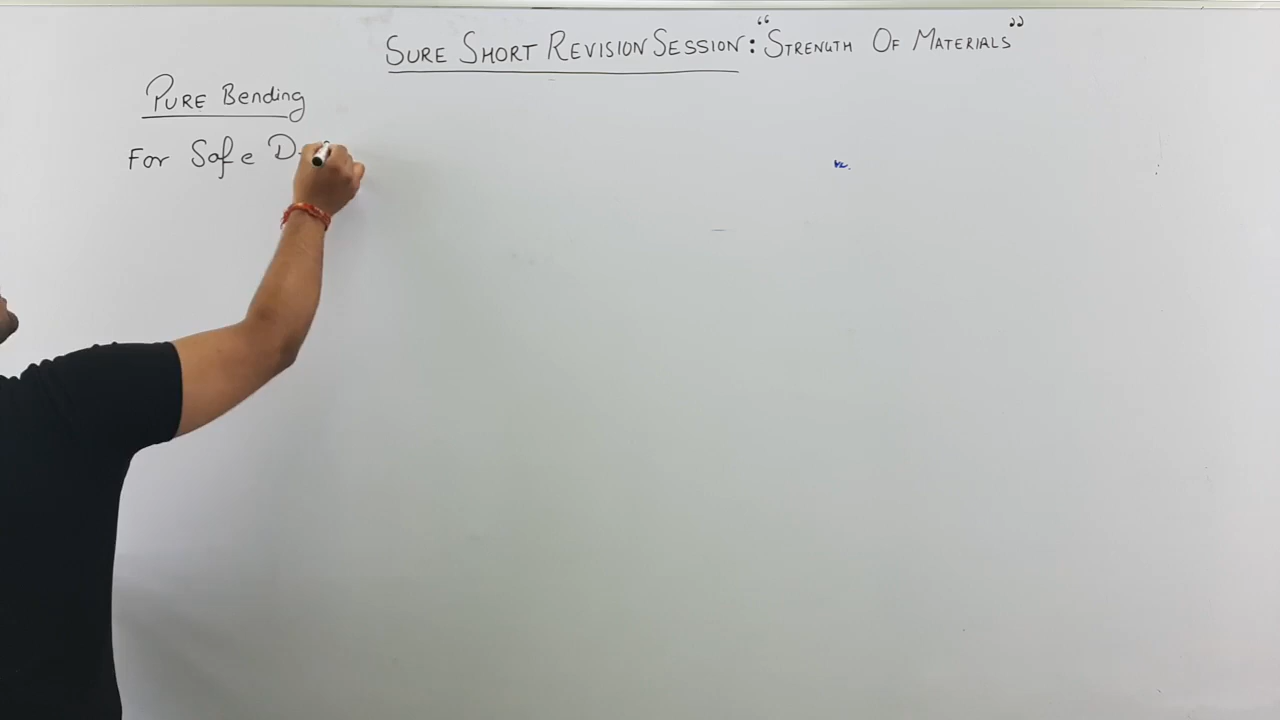 SURE SHORT REVISION SESSION: "STRENGTH OF MATERIALS"
PURE Bending
For Safe